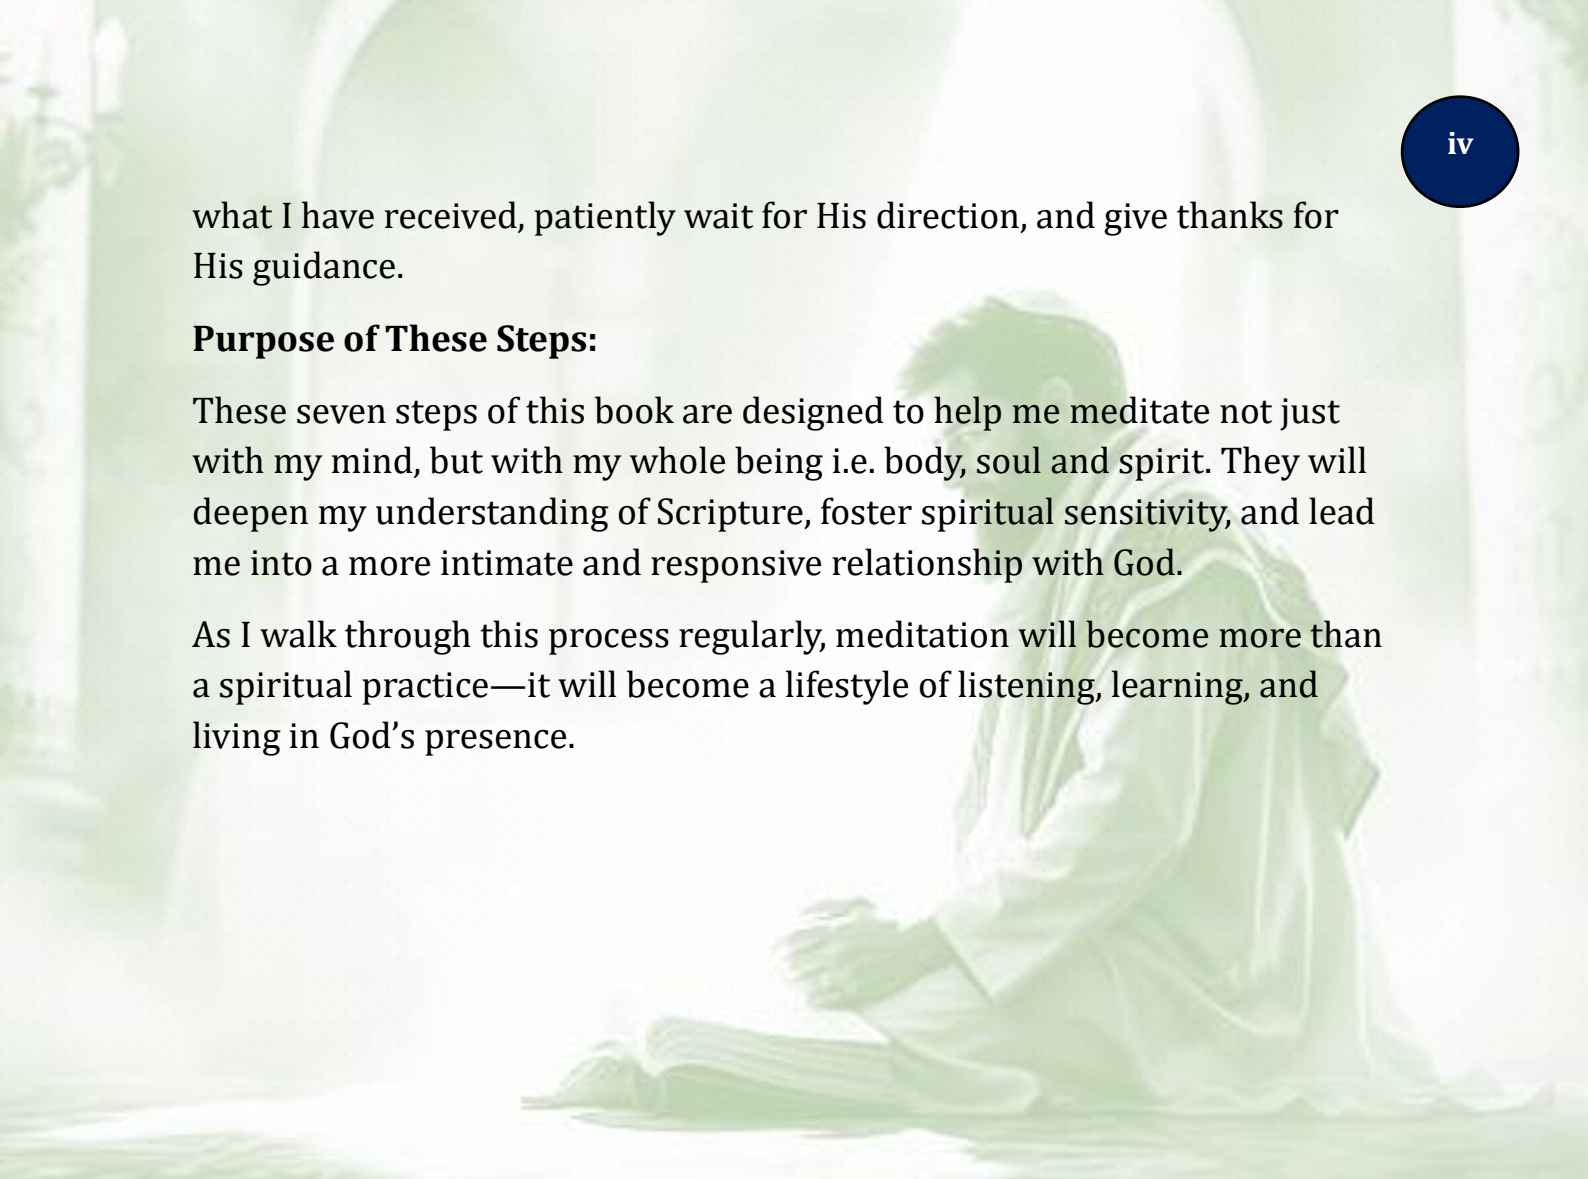 iv
what I have received, patiently wait for His direction, and give thanks for
His guidance.
Purpose of These Steps:
These seven steps of this book are designed to help me meditate not just
with my mind, but with my whole being i.e. body, soul and spirit. They will
deepen my understanding of Scripture, foster spiritual sensitivity, and lead
me into a more intimate and responsive relationship with God.
As I walk through this process regularly, meditation will become more than
a spiritual practice—it will become a lifestyle of listening, learning, and
living in God’s presence.